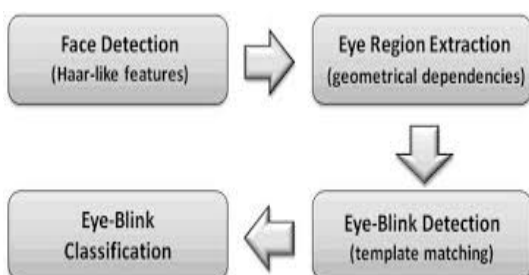 Face Detection
(Haar-like features)
Eye Region Extraction
(geometrical dependencies)
Eye-Blink Detection
(template matching)
Eye-Blink
Classification